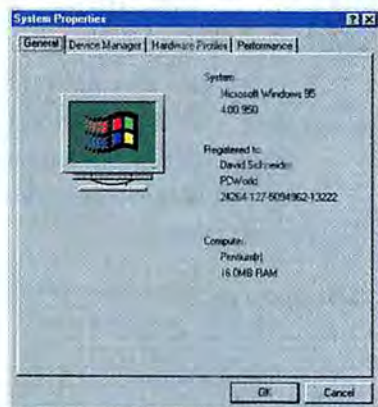 System Properties
General Device Manager Hardware Profiles Performance
System:
Microsoft Windows 95
4.00.950
Registered to:
David Schneider
PCWorld
24264-127-5094962-13222
Computer:
Pentium(r)
16.0MB RAM
OK Cancel